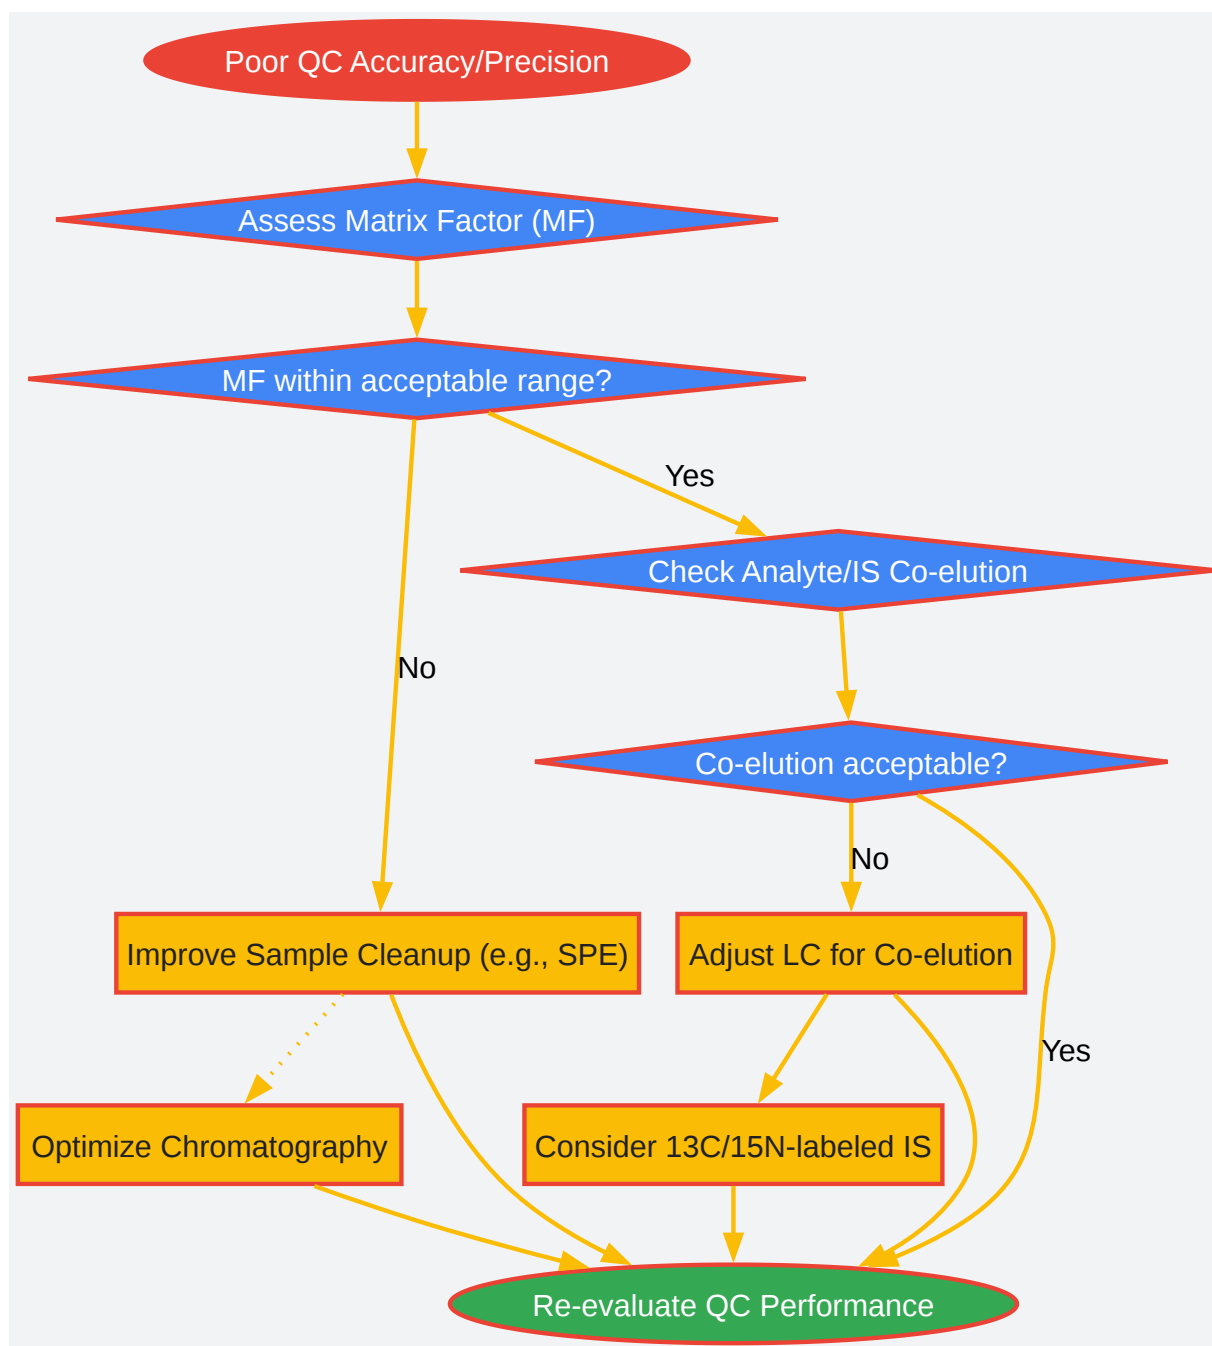 Poor QC Accuracy/Precision
Assess Matrix Factor (MF)
MF within acceptable range?
Yes
Check Analyte/IS Co-elution
No
Co-elution acceptable?
No
Improve Sample Cleanup (e.g., SPE)
Adjust LC for Co-elution
Yes
Optimize Chromatography
Consider 13C/15N-labeled IS
Re-evaluate QC Performance